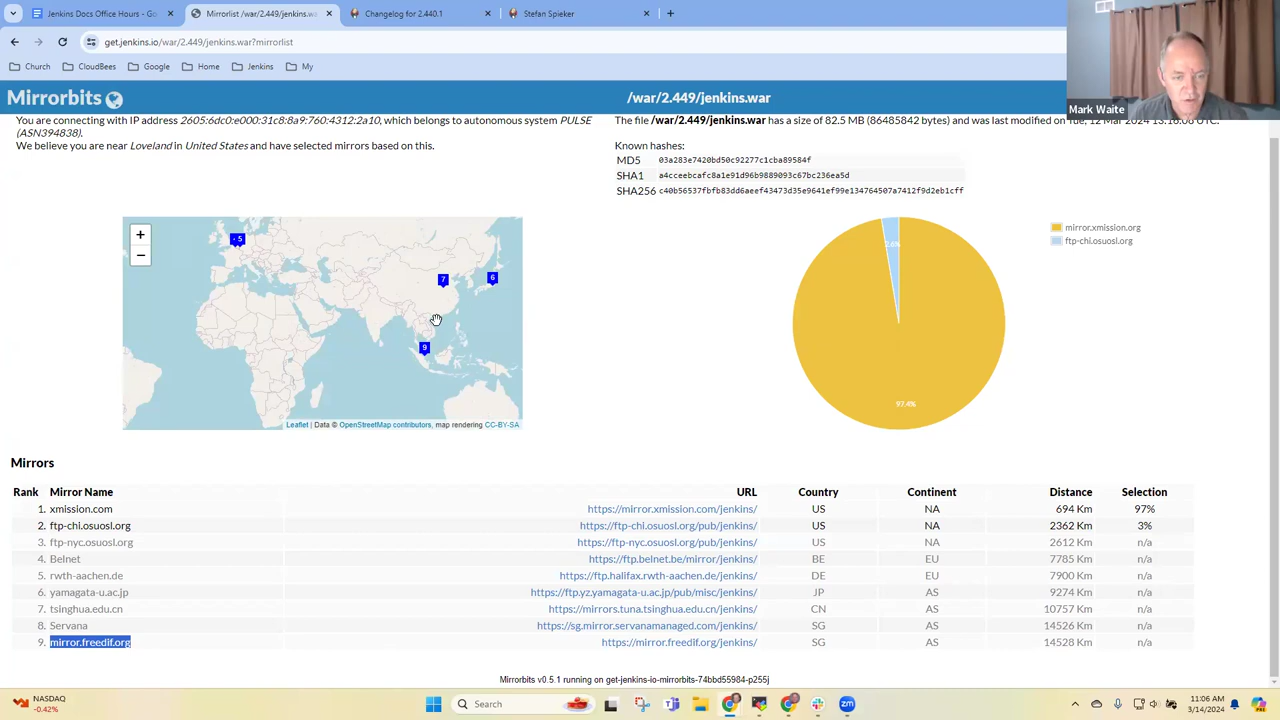 Jenkins Docs Office Hours - Go
Mirrorlist /war/2.449/jenkins.wa
Changelog for 2.440.1
Stefan Spieker
get.jenkins.io/war/2.449/jenkins.war?mirrorlist
Church
CloudBees
Google
Home
Jenkins
My
Mark Waite
Mirrorbits
/war/2.449/jenkins.war
You are connecting with IP address 2605:6dc0:e000:31c8:8a9:760:4312:2a10, which belongs to autonomous system PULSE
(ASN394838).
We believe you are near Loveland in United States and have selected mirrors based on this.
The file /war/2.449/jenkins.war has a size of 82.5 MB (86485842 bytes) and was last modified on Tue, 12 Mar 2024
Known hashes:
MD5 03a283e7420bd50c92277c1cba89584f
SHA1 a4cceebcafc8a1e91d96b9889093c67bc236ea5d
SHA256 c40b56537fbfb83dd6aeef43473d35e9641ef99e134764507a7412f9d2eb1cff
+
−
5
7
6
9
Leaflet | Data © OpenStreetMap contributors, map rendering CC-BY-SA
2.6%
97.4%
mirror.xmission.org
ftp-chi.osuosl.org
Mirrors
Rank Mirror Name URL Country Continent Distance Selection
1. xmission.com https://mirror.xmission.com/jenkins/ US NA 694 Km 97%
2. ftp-chi.osuosl.org https://ftp-chi.osuosl.org/pub/jenkins/ US NA 2362 Km 3%
3. ftp-nyc.osuosl.org https://ftp-nyc.osuosl.org/pub/jenkins/ US NA 2612 Km n/a
4. Belnet https://ftp.belnet.be/mirror/jenkins/ BE EU 7785 Km n/a
5. rwth-aachen.de https://ftp.halifax.rwth-aachen.de/jenkins/ DE EU 7900 Km n/a
6. yamagata-u.ac.jp https://ftp.yz.yamagata-u.ac.jp/pub/misc/jenkins/ JP AS 9274 Km n/a
7. tsinghua.edu.cn https://mirrors.tuna.tsinghua.edu.cn/jenkins/ CN AS 10757 Km n/a
8. Servana https://sg.mirror.servanamanaged.com/jenkins/ SG AS 14526 Km n/a
9. mirror.freedif.org https://mirror.freedif.org/jenkins/ SG AS 14528 Km n/a
Mirrorbits v0.5.1 running on get-jenkins-io-mirrorbits-74bbd55984-p255j
NASDAQ
-0.42%
Search
11:06 AM
3/14/2024